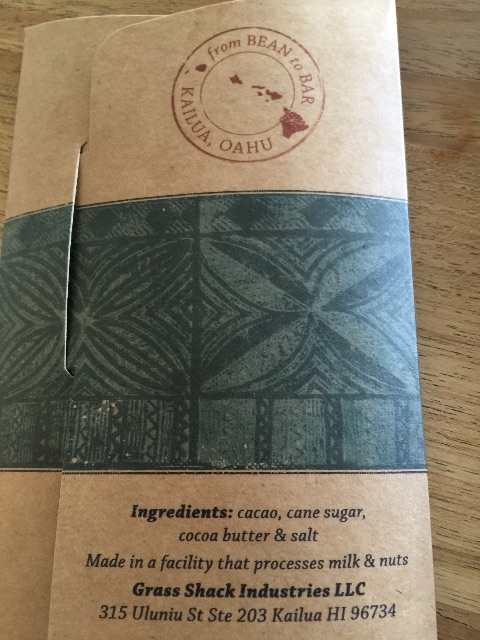 from BEAN to BAR
KAILUA, OAHU
Ingredients: cacao, cane sugar,
cocoa butter & salt
Made in a facility that processes milk & nuts
Grass Shack Industries LLC
315 Uluniu St Ste 203 Kailua HI 96734